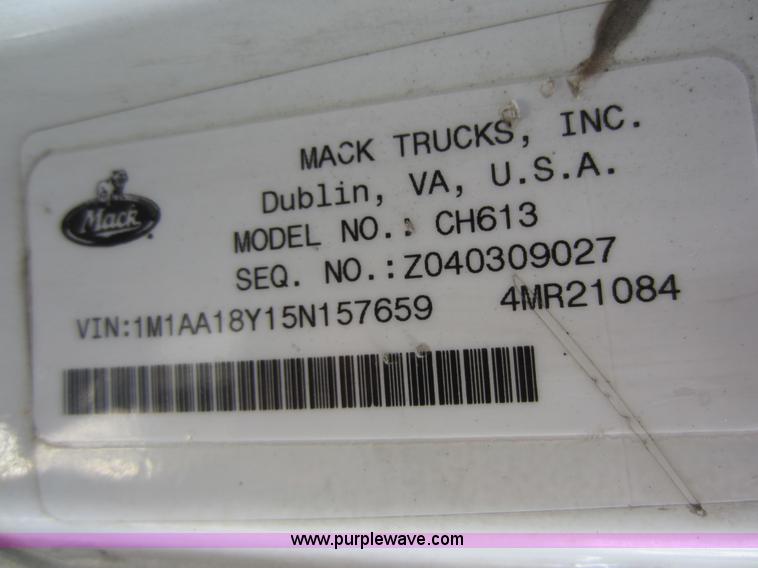 MACK TRUCKS, INC.
Dublin, VA, U.S.A.
Mack
MODEL NO.: CH613
SEQ. NO.:Z040309027
VIN:1M1AA18Y15N157659 4MR21084
www.purplewave.com